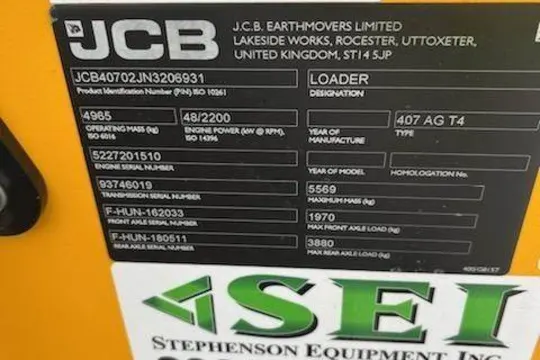 JCB
J.C.B. EARTHMOVERS LIMITED
LAKESIDE WORKS, ROCESTER, UTTOXETER,
UNITED KINGDOM, ST14 5JP
JCB40702JN3206931
LOADER
Product Identification Number (PIN) ISO 10261
DESIGNATION
4965
48/2200
407 AG T4
OPERATING MASS (kg)
ISO 6016
ENGINE POWER (kW @ RPM),
ISO 14396
YEAR OF
MANUFACTURE
TYPE
5227201510
ENGINE SERIAL NUMBER
YEAR OF MODEL
HOMOLOGATION No.
93746019
5569
TRANSMISSION SERIAL NUMBER
MAXIMUM MASS (kg)
F-HUN-162033
1970
FRONT AXLE SERIAL NUMBER
MAX FRONT AXLE LOAD (kg)
F-HUN-180511
3880
REAR AXLE SERIAL NUMBER
MAX REAR AXLE LOAD (kg)
SEI
STEPHENSON EQUIPMENT, INC.